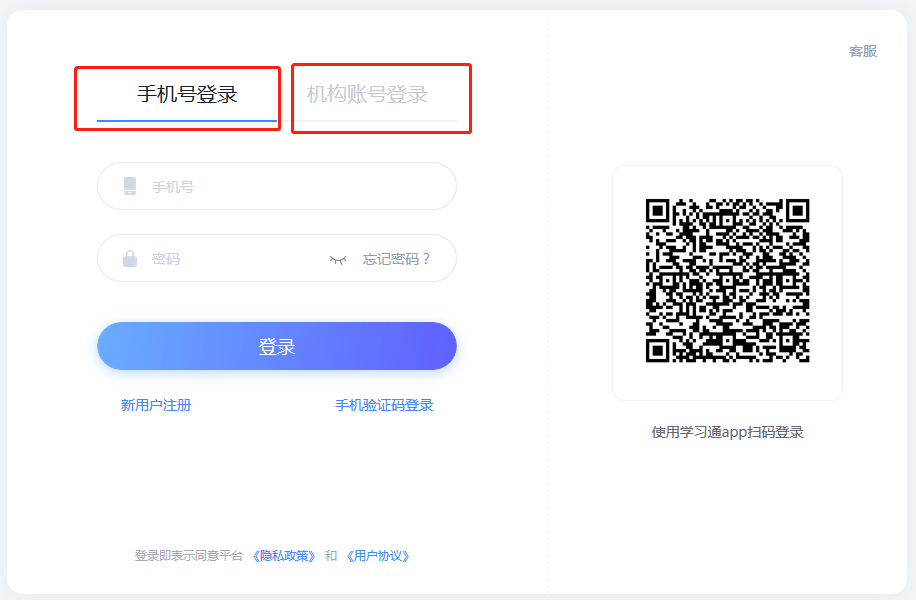 客服
手机号登录
机构账号登录
手机号
密码
忘记密码？
登录
新用户注册
手机验证码登录
使用学习通app扫码登录
登录即表示同意平台 《隐私政策》 和 《用户协议》